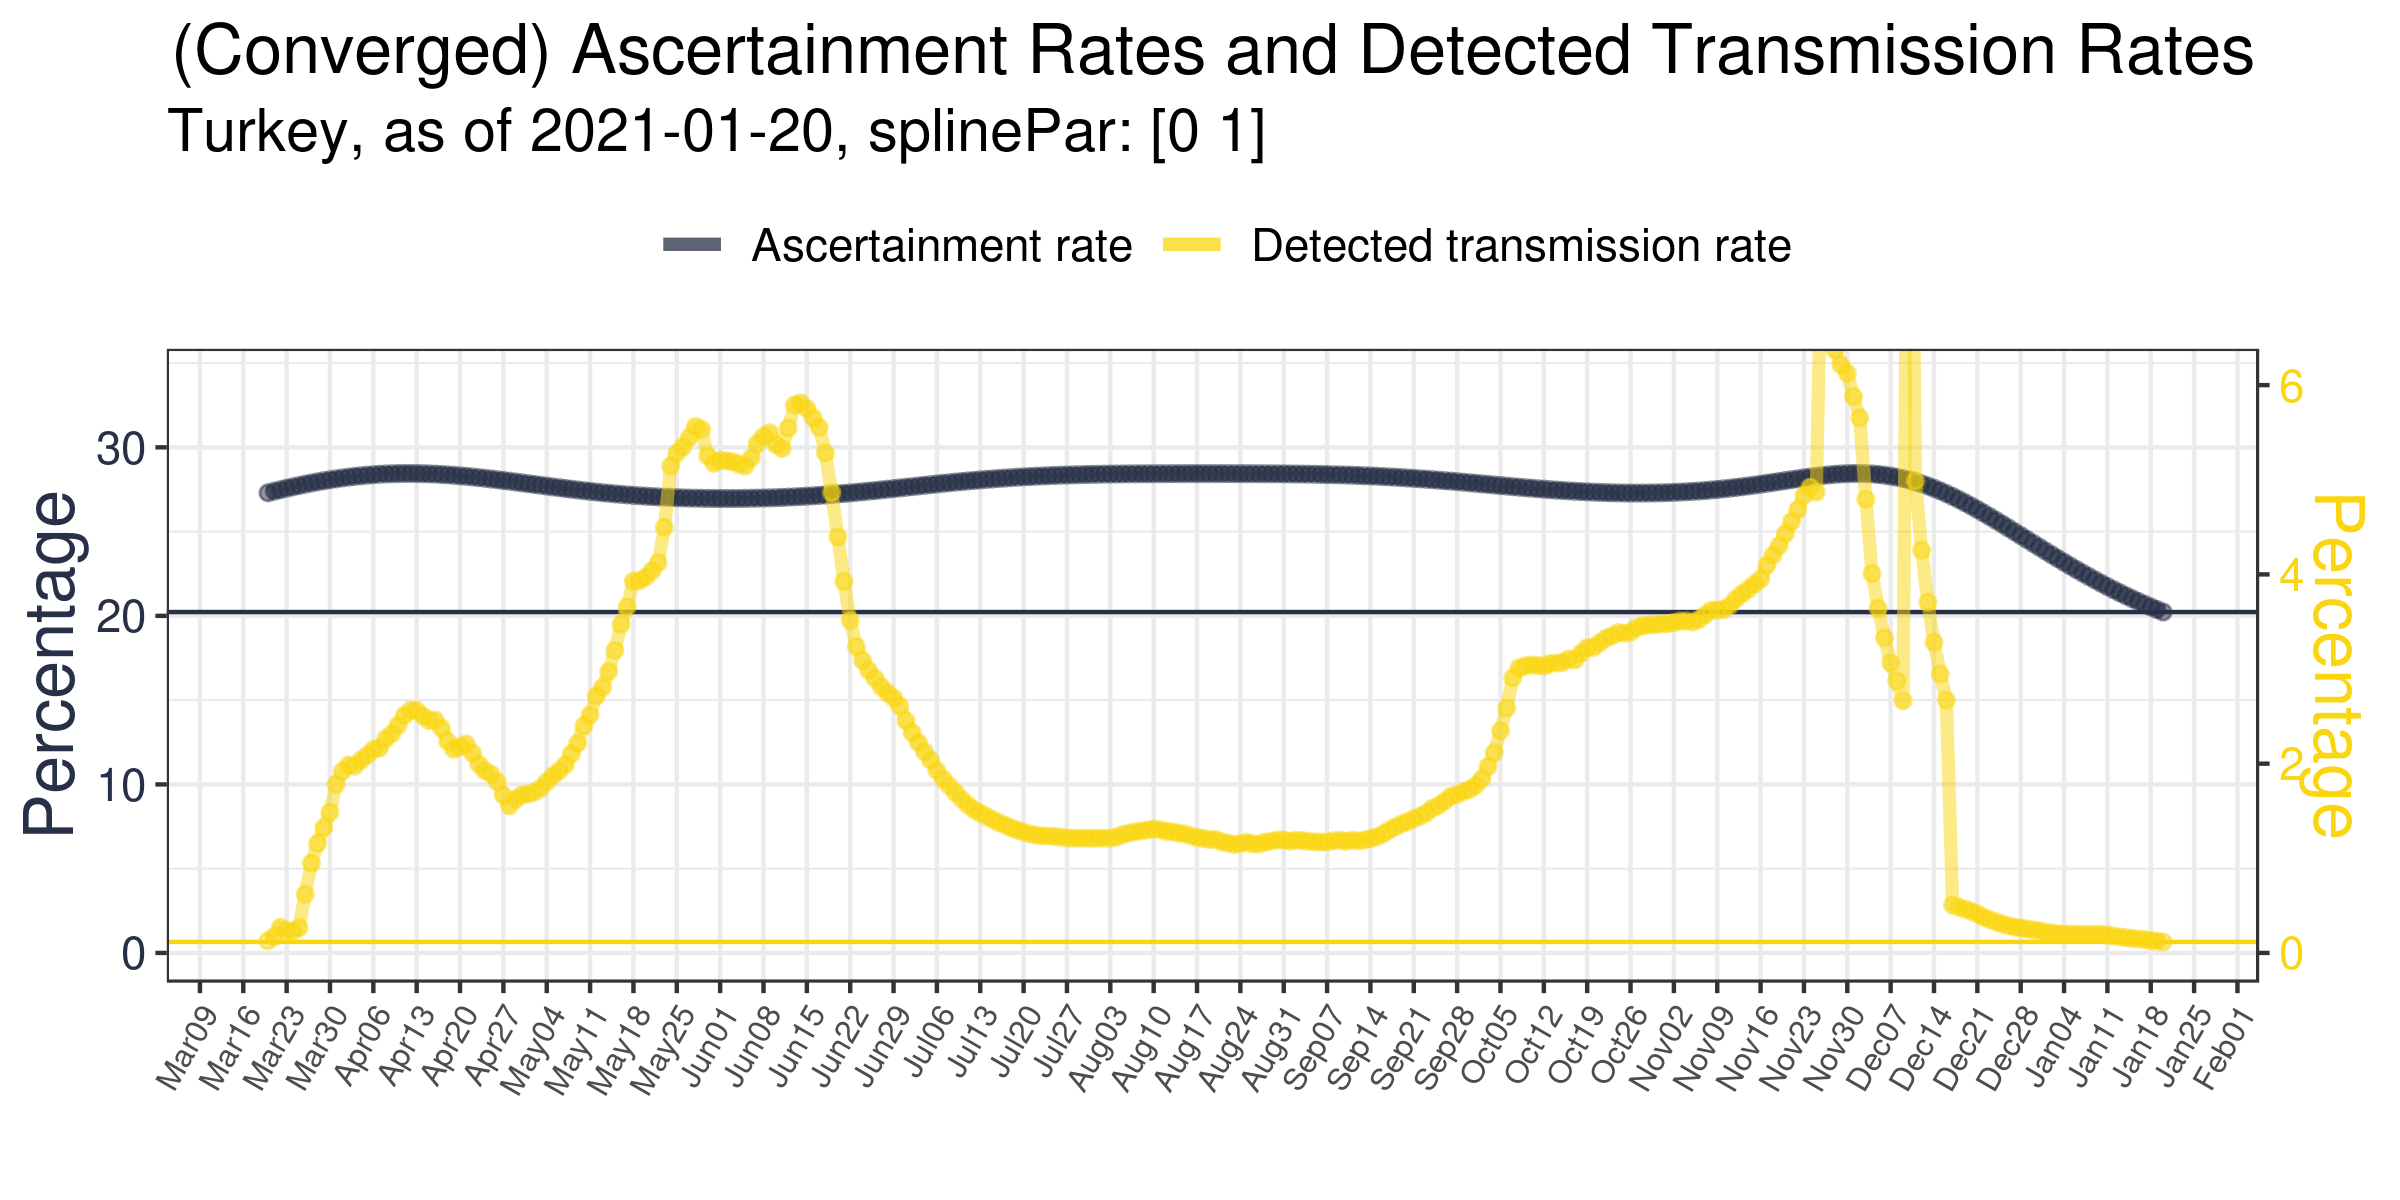 (Converged) Ascertainment Rates and Detected Transmission Rates
Turkey, as of 2021-01-20, splinePar: [0 1]
Ascertainment rate
Detected transmission rate
Percentage
30
20
10
0
6
4
2
0
Percentage
Mar09
Mar16
Mar23
Mar30
Apr06
Apr13
Apr20
Apr27
May04
May11
May18
May25
Jun01
Jun08
Jun15
Jun22
Jun29
Jul06
Jul13
Jul20
Jul27
Aug03
Aug10
Aug17
Aug24
Aug31
Sep07
Sep14
Sep21
Sep28
Oct05
Oct12
Oct19
Oct26
Nov02
Nov09
Nov16
Nov23
Nov30
Dec07
Dec14
Dec21
Dec28
Jan04
Jan11
Jan18
Jan25
Feb01